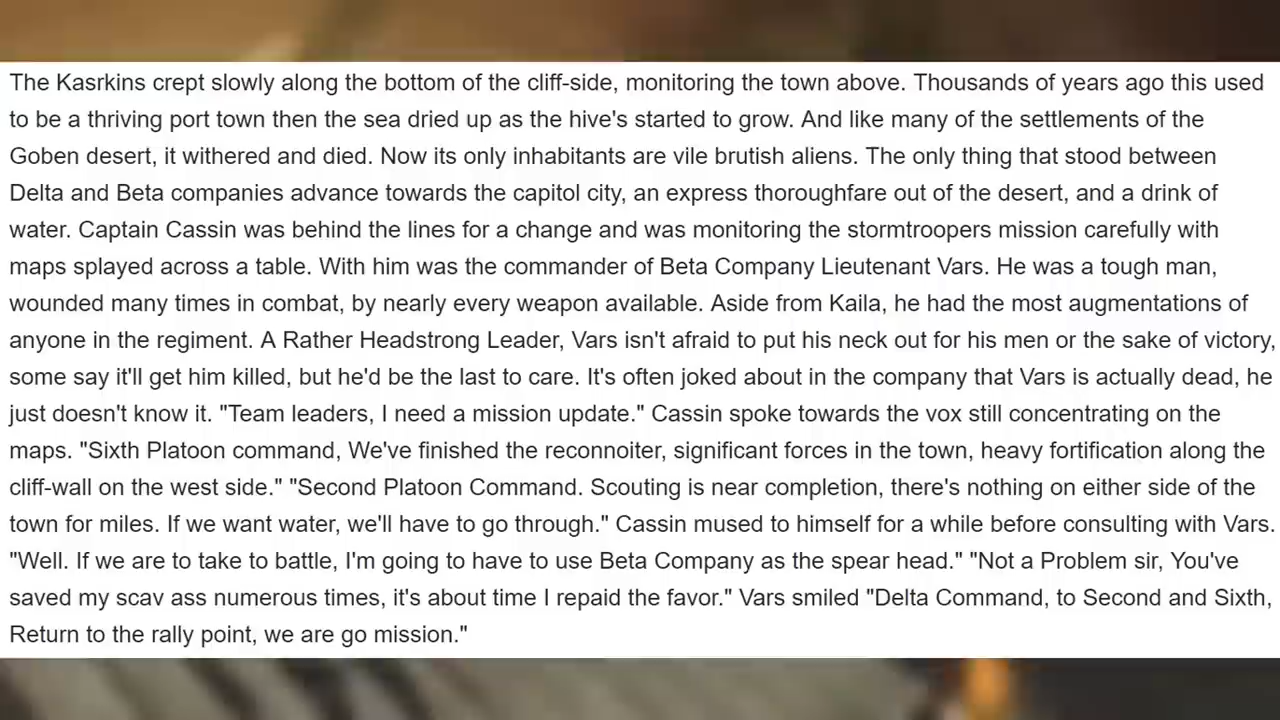 The Kasrkins crept slowly along the bottom of the cliff-side, monitoring the town above. Thousands of years ago this used
to be a thriving port town then the sea dried up as the hive's started to grow. And like many of the settlements of the
Goben desert, it withered and died. Now its only inhabitants are vile brutish aliens. The only thing that stood between
Delta and Beta companies advance towards the capitol city, an express thoroughfare out of the desert, and a drink of
water. Captain Cassin was behind the lines for a change and was monitoring the stormtroopers mission carefully with
maps splayed across a table. With him was the commander of Beta Company Lieutenant Vars. He was a tough man,
wounded many times in combat, by nearly every weapon available. Aside from Kaila, he had the most augmentations of
anyone in the regiment. A Rather Headstrong Leader, Vars isn't afraid to put his neck out for his men or the sake of victory,
some say it'll get him killed, but he'd be the last to care. It's often joked about in the company that Vars is actually dead, he
just doesn't know it. "Team leaders, I need a mission update." Cassin spoke towards the vox still concentrating on the
maps. "Sixth Platoon command, We've finished the reconnoiter, significant forces in the town, heavy fortification along the
cliff-wall on the west side." "Second Platoon Command. Scouting is near completion, there's nothing on either side of the
town for miles. If we want water, we'll have to go through." Cassin mused to himself for a while before consulting with Vars.
"Well. If we are to take to battle, I'm going to have to use Beta Company as the spear head." "Not a Problem sir, You've
saved my scav ass numerous times, it's about time I repaid the favor." Vars smiled "Delta Command, to Second and Sixth,
Return to the rally point, we are go mission."